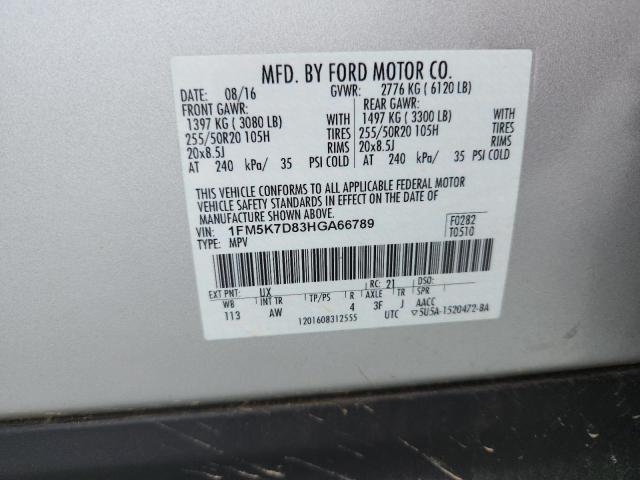 MFD. BY FORD MOTOR CO.
DATE: 08/16 GVWR: 2776 KG ( 6120 LB)
FRONT GAWR: REAR GAWR:
1397 KG ( 3080 LB) WITH 1497 KG ( 3300 LB) WITH
255/50R20 105H TIRES 255/50R20 105H TIRES
20x8.5J RIMS 20x8.5J RIMS
AT 240 kPa/ 35 PSI COLD AT 240 kPa/ 35 PSI COLD
THIS VEHICLE CONFORMS TO ALL APPLICABLE FEDERAL MOTOR
VEHICLE SAFETY STANDARDS IN EFFECT ON THE DATE OF
MANUFACTURE SHOWN ABOVE.
VIN: 1FM5K7D83HGA66789 F0282
TYPE: MPV T0510
EXT PNT: UX RC: 21 DSO:
WB INT TR TP/PS R AXLE TR SPR
113 AW 4 3F J AACC
1201608312555 UTC ▽5U5A-1520472-BA